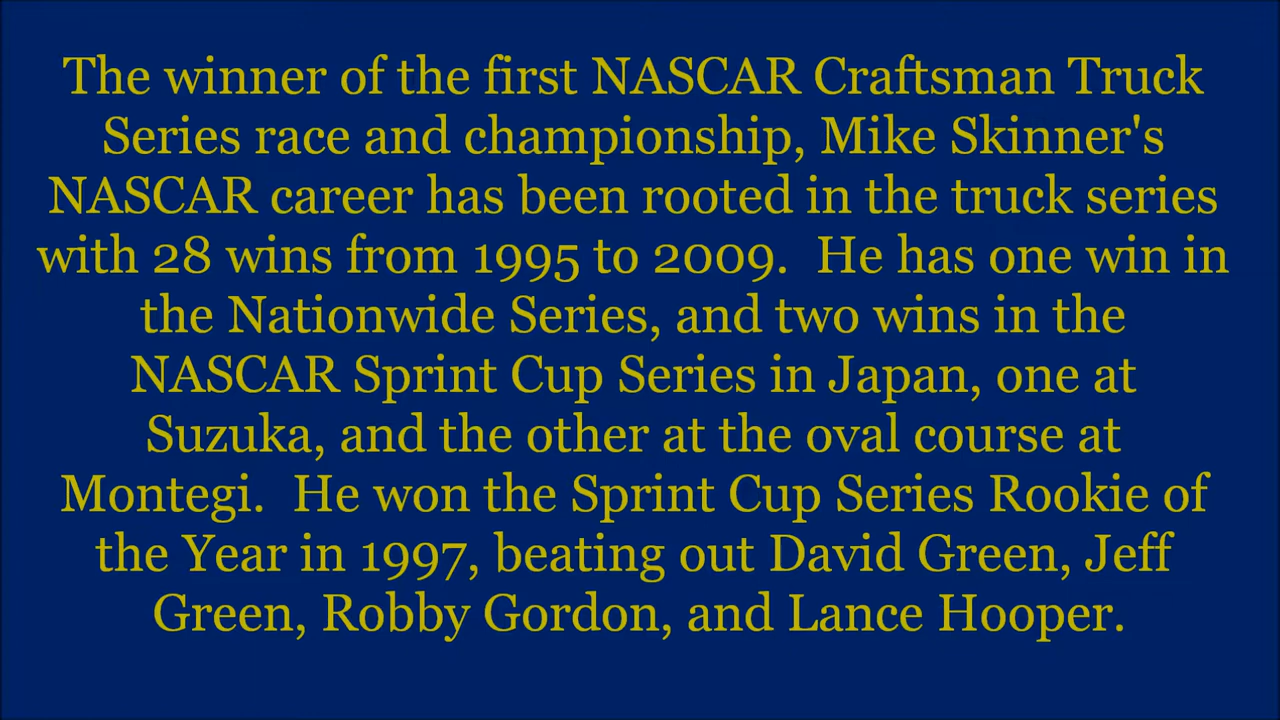 The winner of the first NASCAR Craftsman Truck
Series race and championship, Mike Skinner's
NASCAR career has been rooted in the truck series
with 28 wins from 1995 to 2009.  He has one win in
the Nationwide Series, and two wins in the
NASCAR Sprint Cup Series in Japan, one at
Suzuka, and the other at the oval course at
Montegi.  He won the Sprint Cup Series Rookie of
the Year in 1997, beating out David Green, Jeff
Green, Robby Gordon, and Lance Hooper.